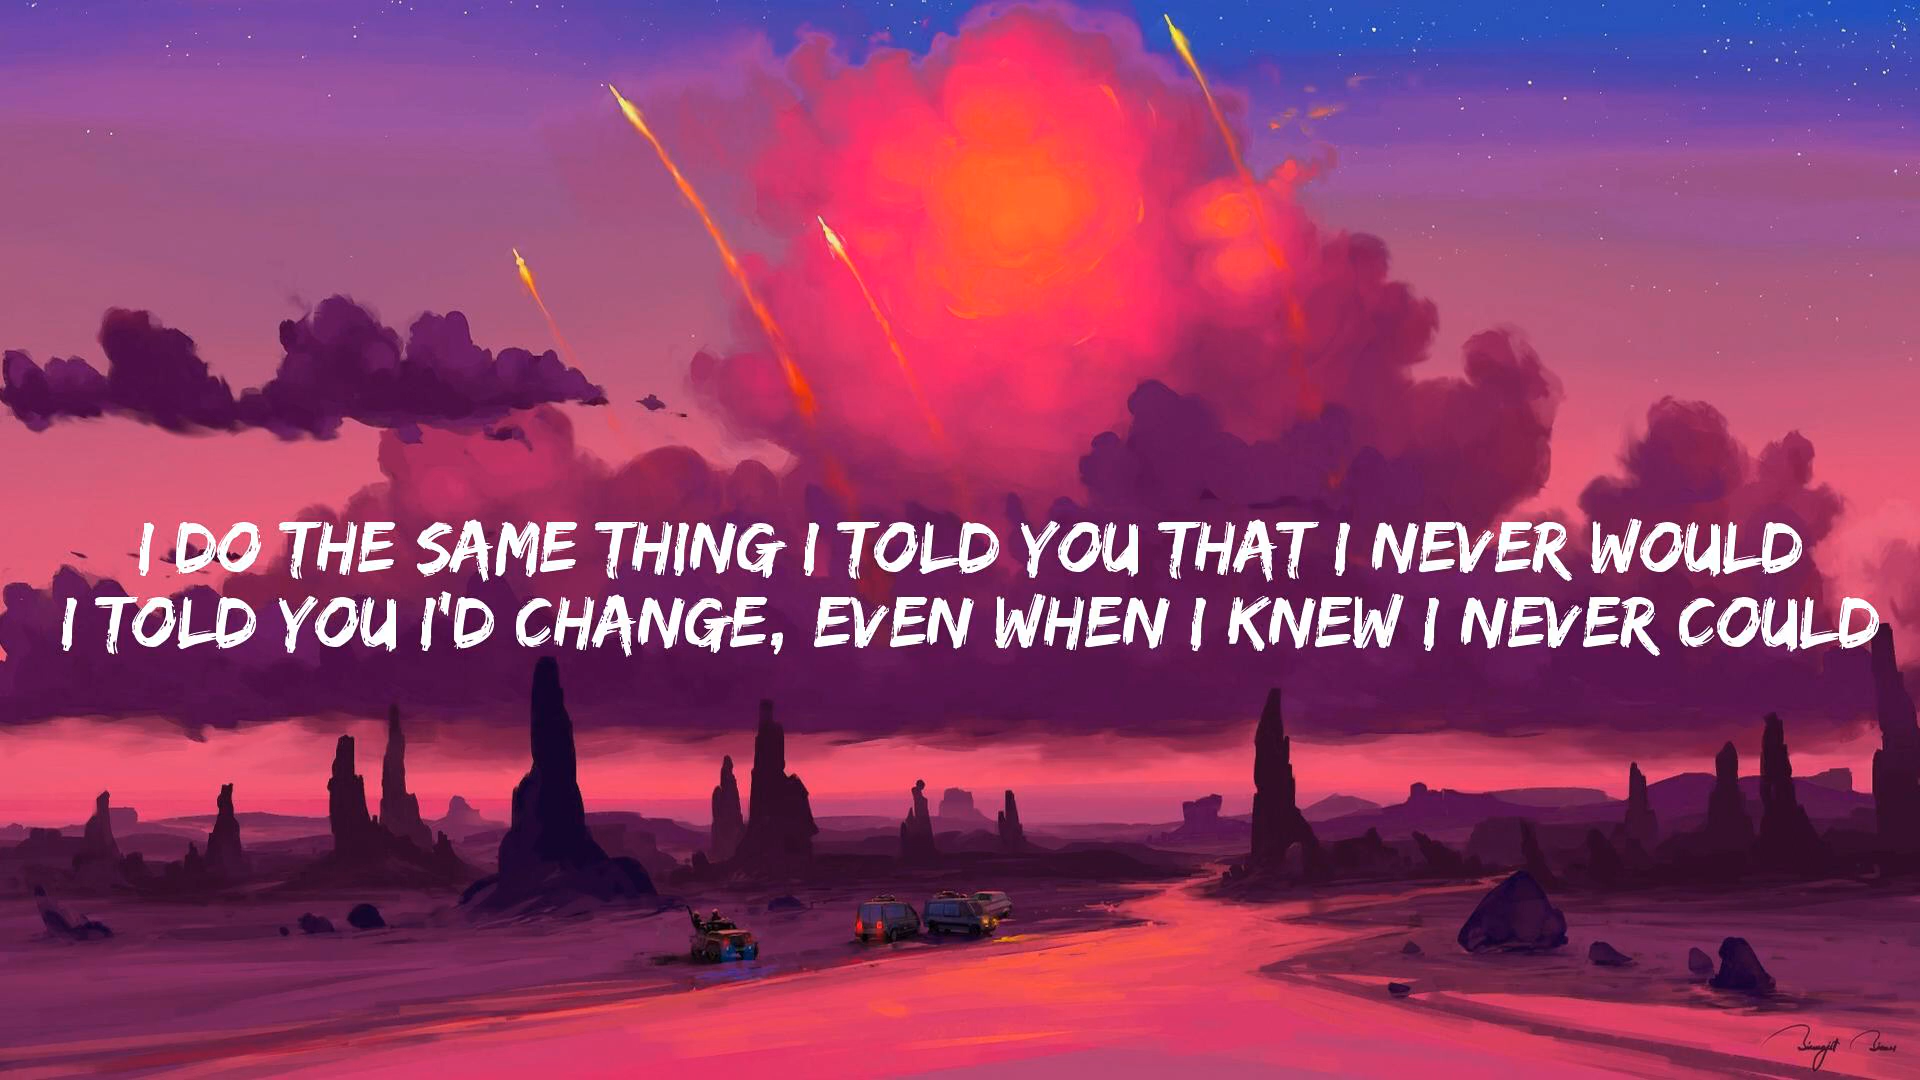 I DO THE SAME THING I TOLD YOU THAT I NEVER WOULD
I TOLD YOU I'D CHANGE, EVEN WHEN I KNEW I NEVER COULD